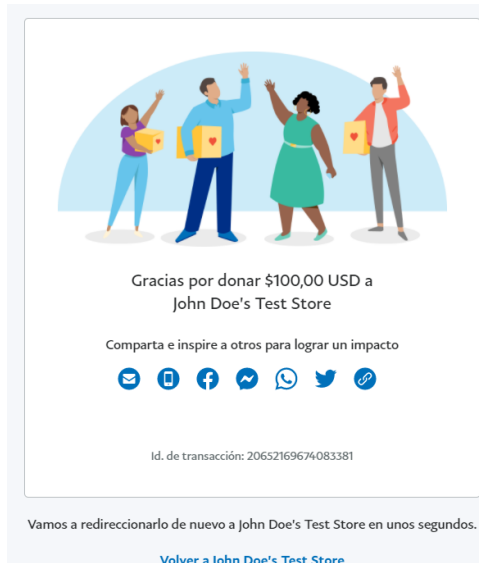 Gracias por donar $100,00 USD a
John Doe's Test Store
Comparta e inspire a otros para lograr un impacto
Id. de transacción: 20652169674083381
Vamos a redireccionarlo de nuevo a John Doe's Test Store en unos segundos.
Volver a John Doe's Test Store